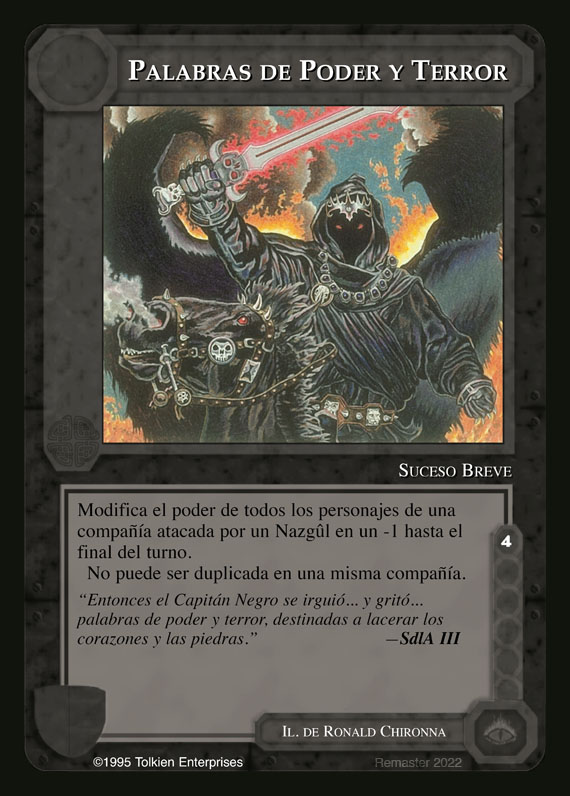 Palabras de Poder y Terror
Suceso Breve
Modifica el poder de todos los personajes de una
compañía atacada por un Nazgûl en un -1 hasta el
final del turno.
No puede ser duplicada en una misma compañía.
4
“Entonces el Capitán Negro se irguió... y gritó...
palabras de poder y terror, destinadas a lacerar los
corazones y las piedras.” —SdlA III
Il. de Ronald Chironna
©1995 Tolkien Enterprises
Remaster 2022